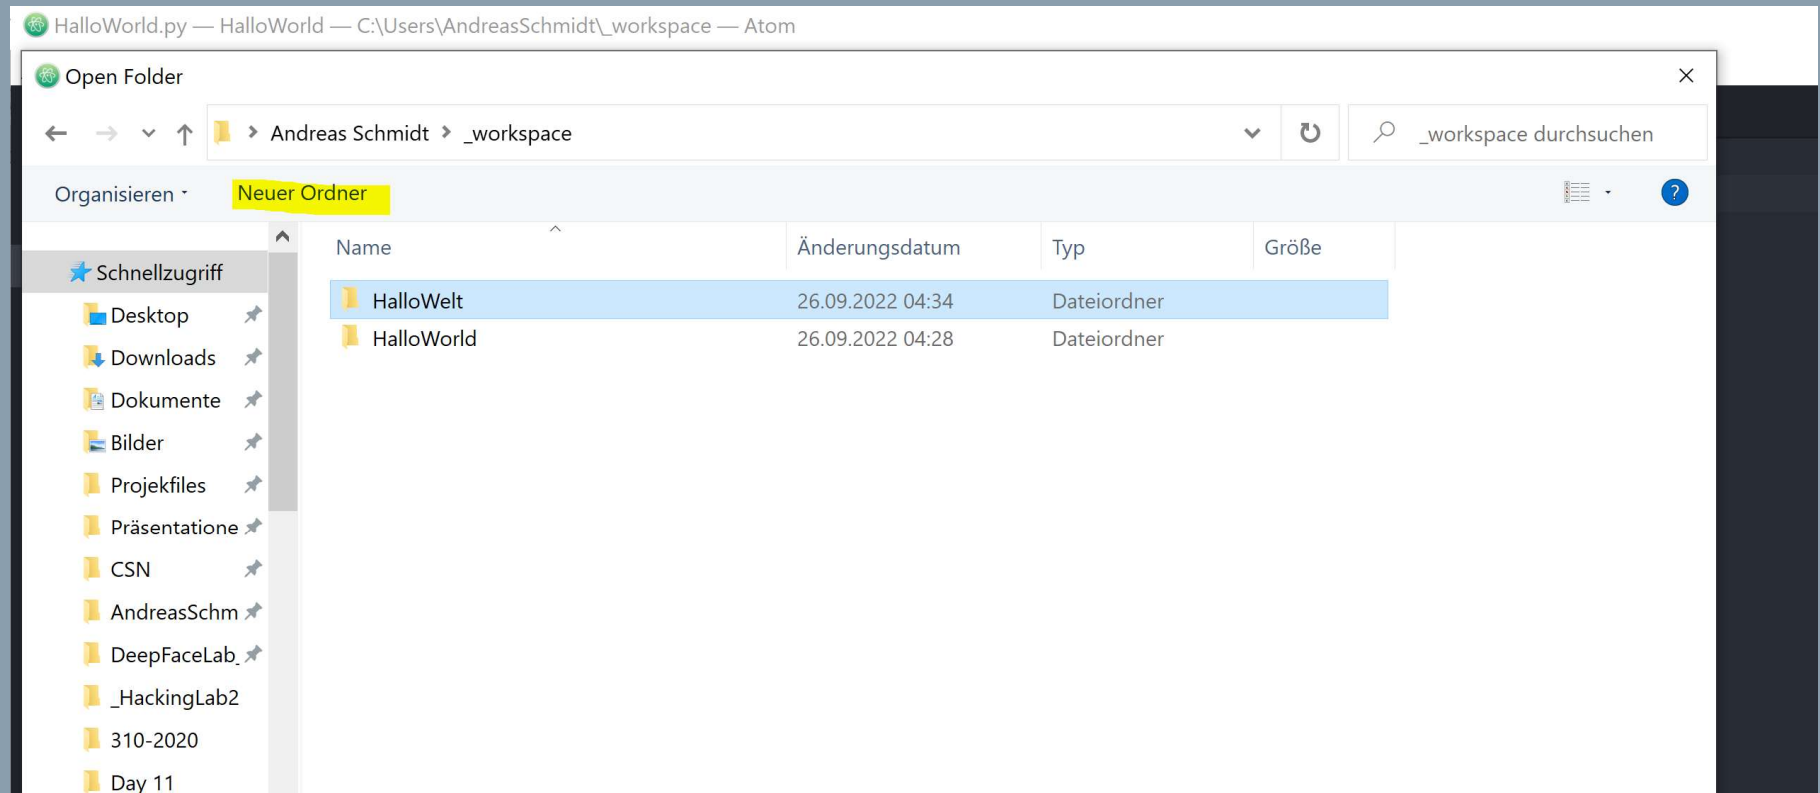 HalloWorld.py — HalloWorld — C:\Users\AndreasSchmidt\_workspace — Atom
Open Folder
Andreas Schmidt > _workspace
_workspace durchsuchen
Organisieren
Neuer Ordner
?
Name Änderungsdatum Typ Größe
Schnellzugriff
HalloWelt 26.09.2022 04:34 Dateiordner
Desktop
HalloWorld 26.09.2022 04:28 Dateiordner
Downloads
Dokumente
Bilder
Projekfiles
Präsentatione
CSN
AndreasSchm
DeepFaceLab_
_HackingLab2
310-2020
Day 11